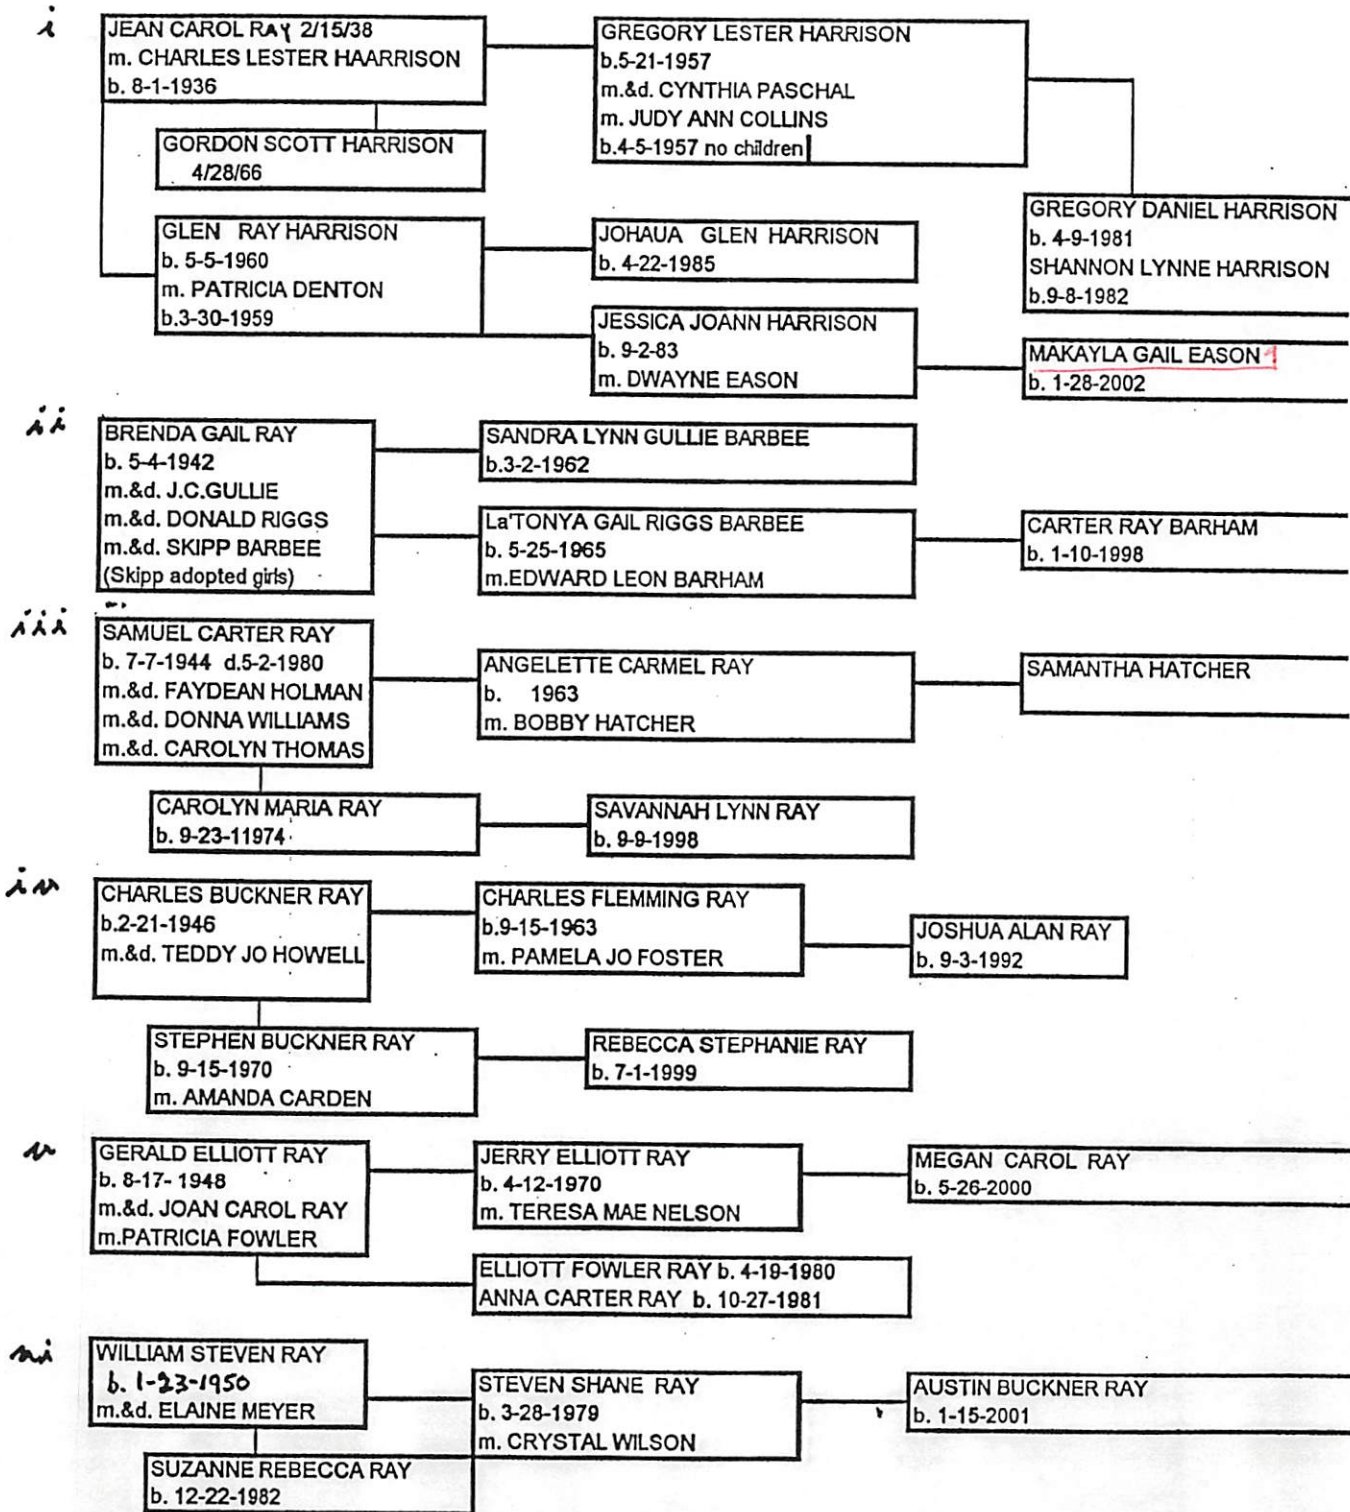 i
JEAN CAROL RAY 2/15/38
m. CHARLES LESTER HAARRISON
b. 8-1-1936
GREGORY LESTER HARRISON
b.5-21-1957
m.&d. CYNTHIA PASCHAL
m. JUDY ANN COLLINS
b.4-5-1957 no children
GORDON SCOTT HARRISON
4/28/66
GREGORY DANIEL HARRISON
b. 4-9-1981
SHANNON LYNNE HARRISON
b.9-8-1982
GLEN RAY HARRISON
b. 5-5-1960
m. PATRICIA DENTON
b.3-30-1959
JOHAUA GLEN HARRISON
b. 4-22-1985
JESSICA JOANN HARRISON
b. 9-2-83
m. DWAYNE EASON
MAKAYLA GAIL EASON
b. 1-28-2002
ii
BRENDA GAIL RAY
b. 5-4-1942
m.&d. J.C.GULLIE
m.&d. DONALD RIGGS
m.&d. SKIPP BARBEE
(Skipp adopted girls)
SANDRA LYNN GULLIE BARBEE
b.3-2-1962
La'TONYA GAIL RIGGS BARBEE
b. 5-25-1965
m.EDWARD LEON BARHAM
CARTER RAY BARHAM
b. 1-10-1998
iii
SAMUEL CARTER RAY
b. 7-7-1944 d.5-2-1980
m.&d. FAYDEAN HOLMAN
m.&d. DONNA WILLIAMS
m.&d. CAROLYN THOMAS
ANGELETTE CARMEL RAY
b. 1963
m. BOBBY HATCHER
SAMANTHA HATCHER
CAROLYN MARIA RAY
b. 9-23-11974
SAVANNAH LYNN RAY
b. 9-9-1998
iv
CHARLES BUCKNER RAY
b.2-21-1946
m.&d. TEDDY JO HOWELL
CHARLES FLEMMING RAY
b.9-15-1963
m. PAMELA JO FOSTER
JOSHUA ALAN RAY
b. 9-3-1992
STEPHEN BUCKNER RAY
b. 9-15-1970
m. AMANDA CARDEN
REBECCA STEPHANIE RAY
b. 7-1-1999
v
GERALD ELLIOTT RAY
b. 8-17- 1948
m.&d. JOAN CAROL RAY
m.PATRICIA FOWLER
JERRY ELLIOTT RAY
b. 4-12-1970
m. TERESA MAE NELSON
MEGAN CAROL RAY
b. 5-26-2000
ELLIOTT FOWLER RAY b. 4-19-1980
ANNA CARTER RAY b. 10-27-1981
vi
WILLIAM STEVEN RAY
b. 1-23-1950
m.&d. ELAINE MEYER
STEVEN SHANE RAY
b. 3-28-1979
m. CRYSTAL WILSON
AUSTIN BUCKNER RAY
b. 1-15-2001
SUZANNE REBECCA RAY
b. 12-22-1982